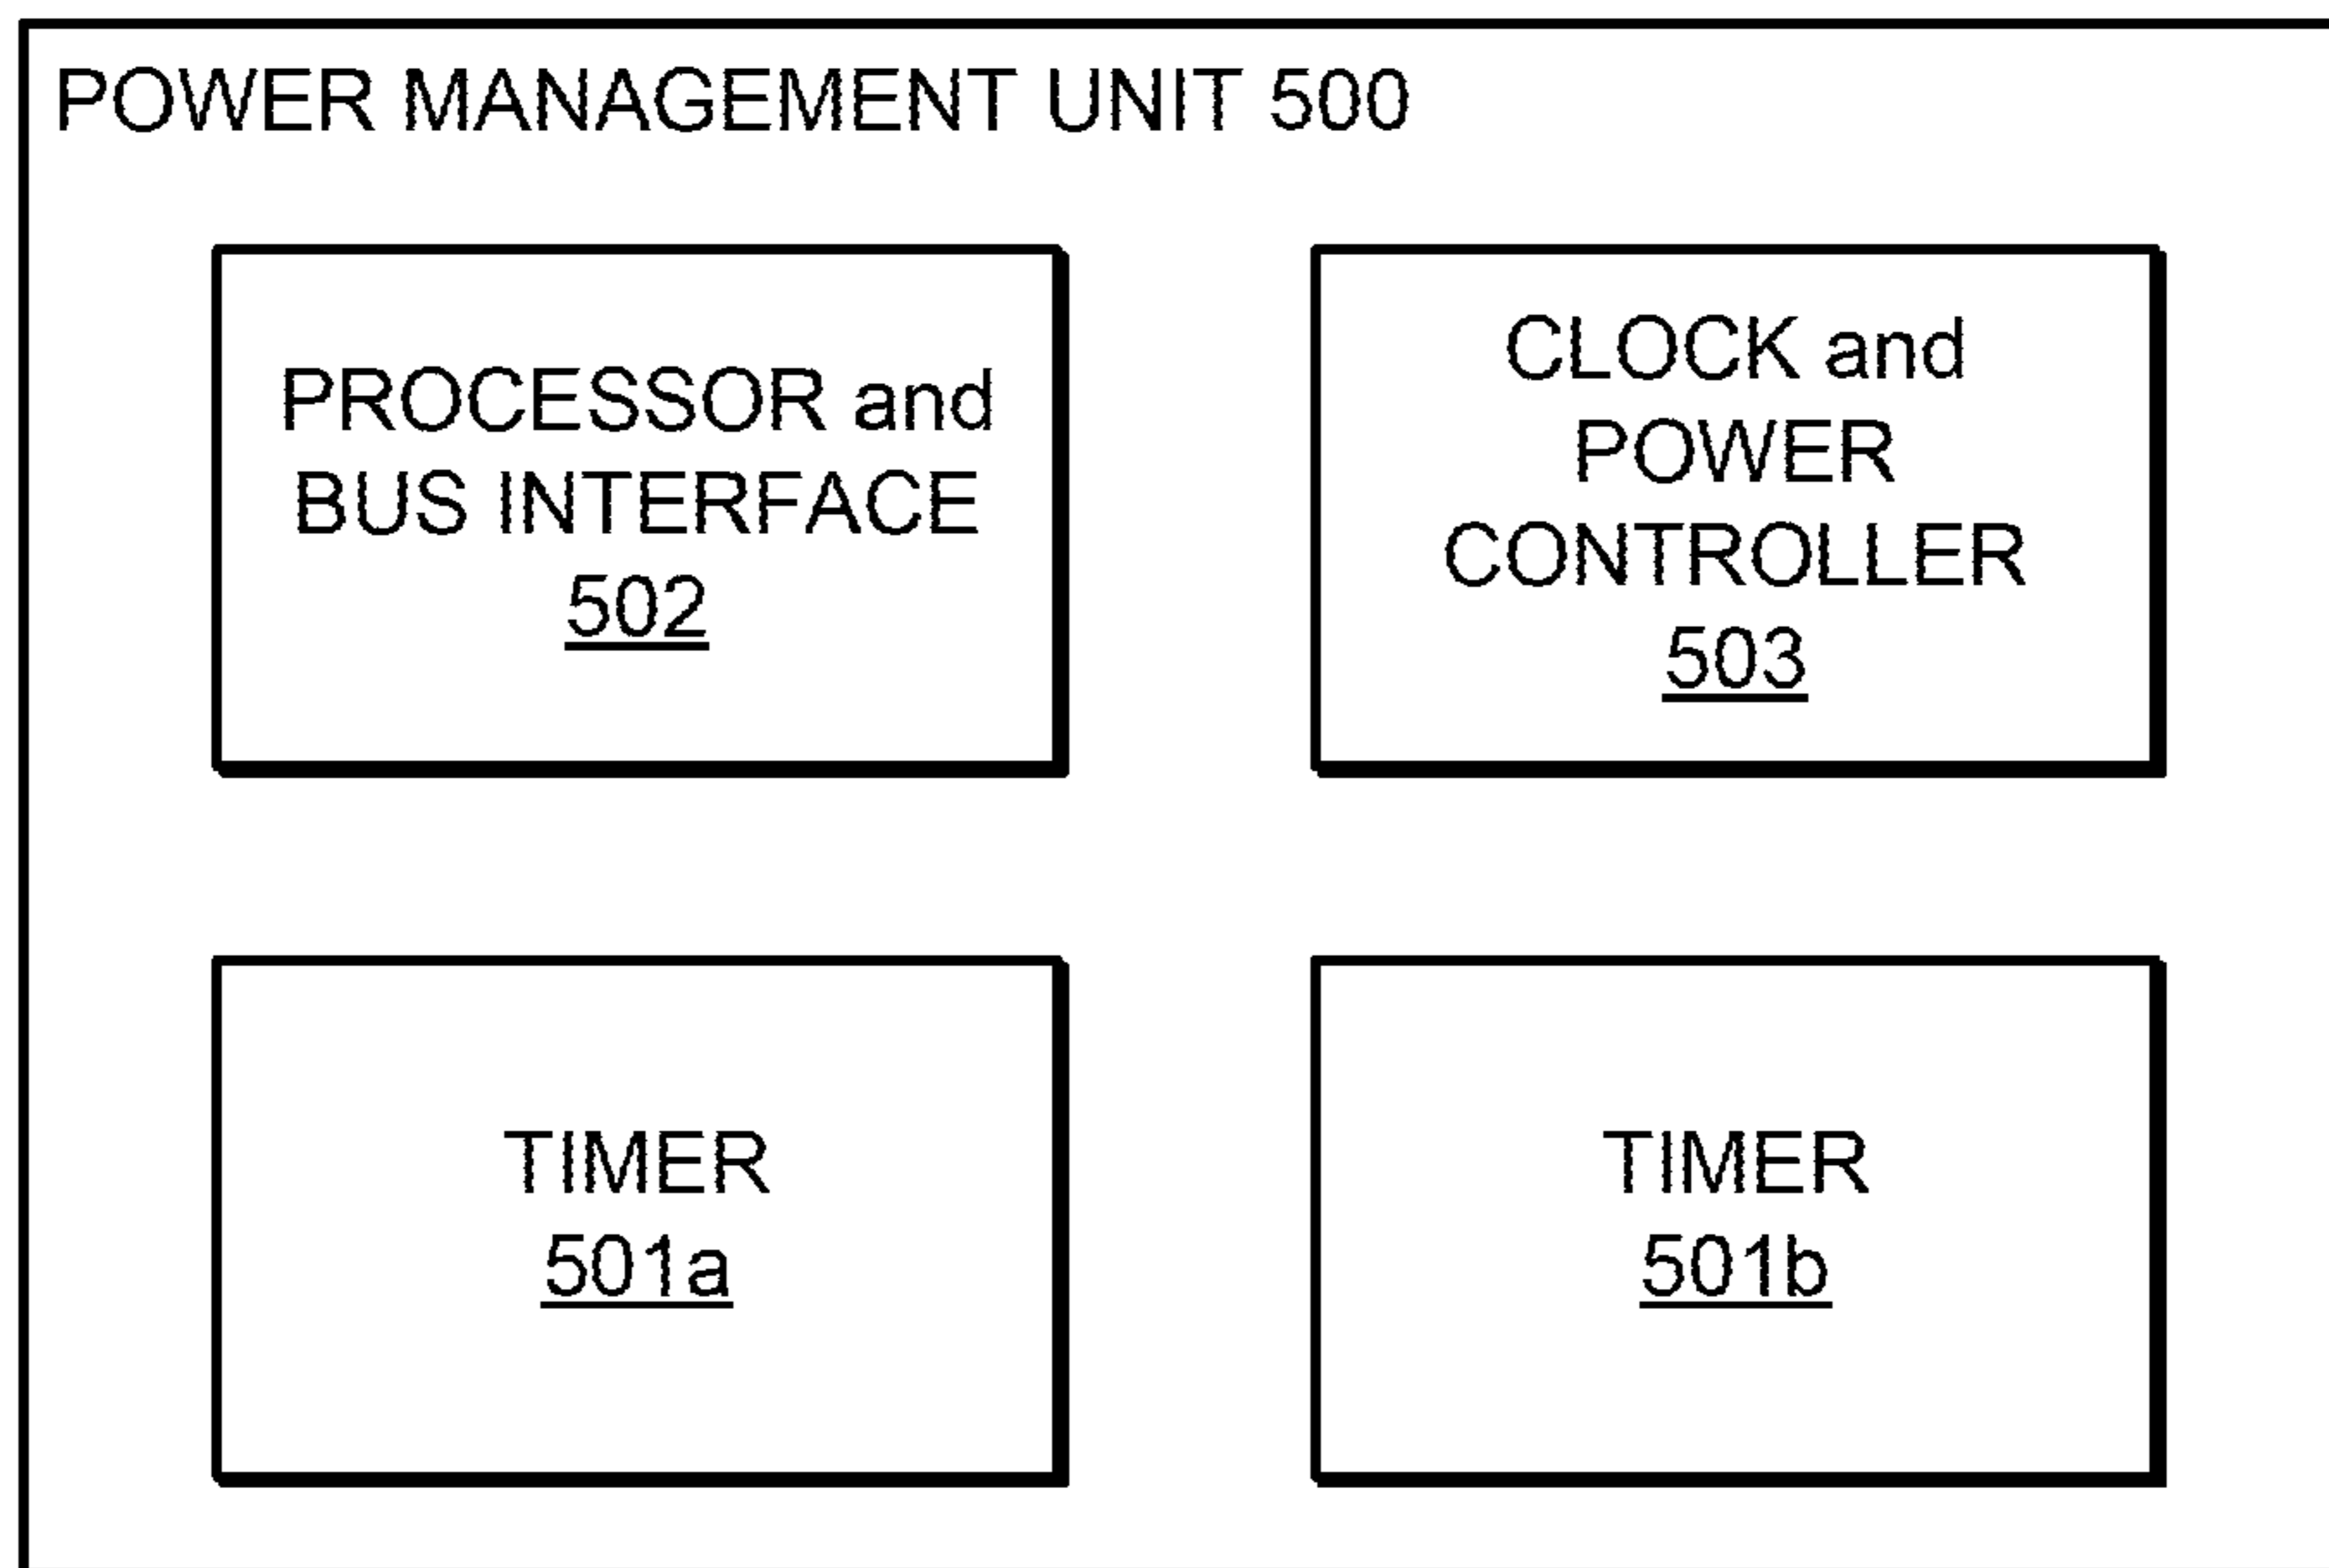 POWER MANAGEMENT UNIT 500
PROCESSOR and
BUS INTERFACE
502
CLOCK and
POWER
CONTROLLER
503
TIMER
501a
TIMER
501b